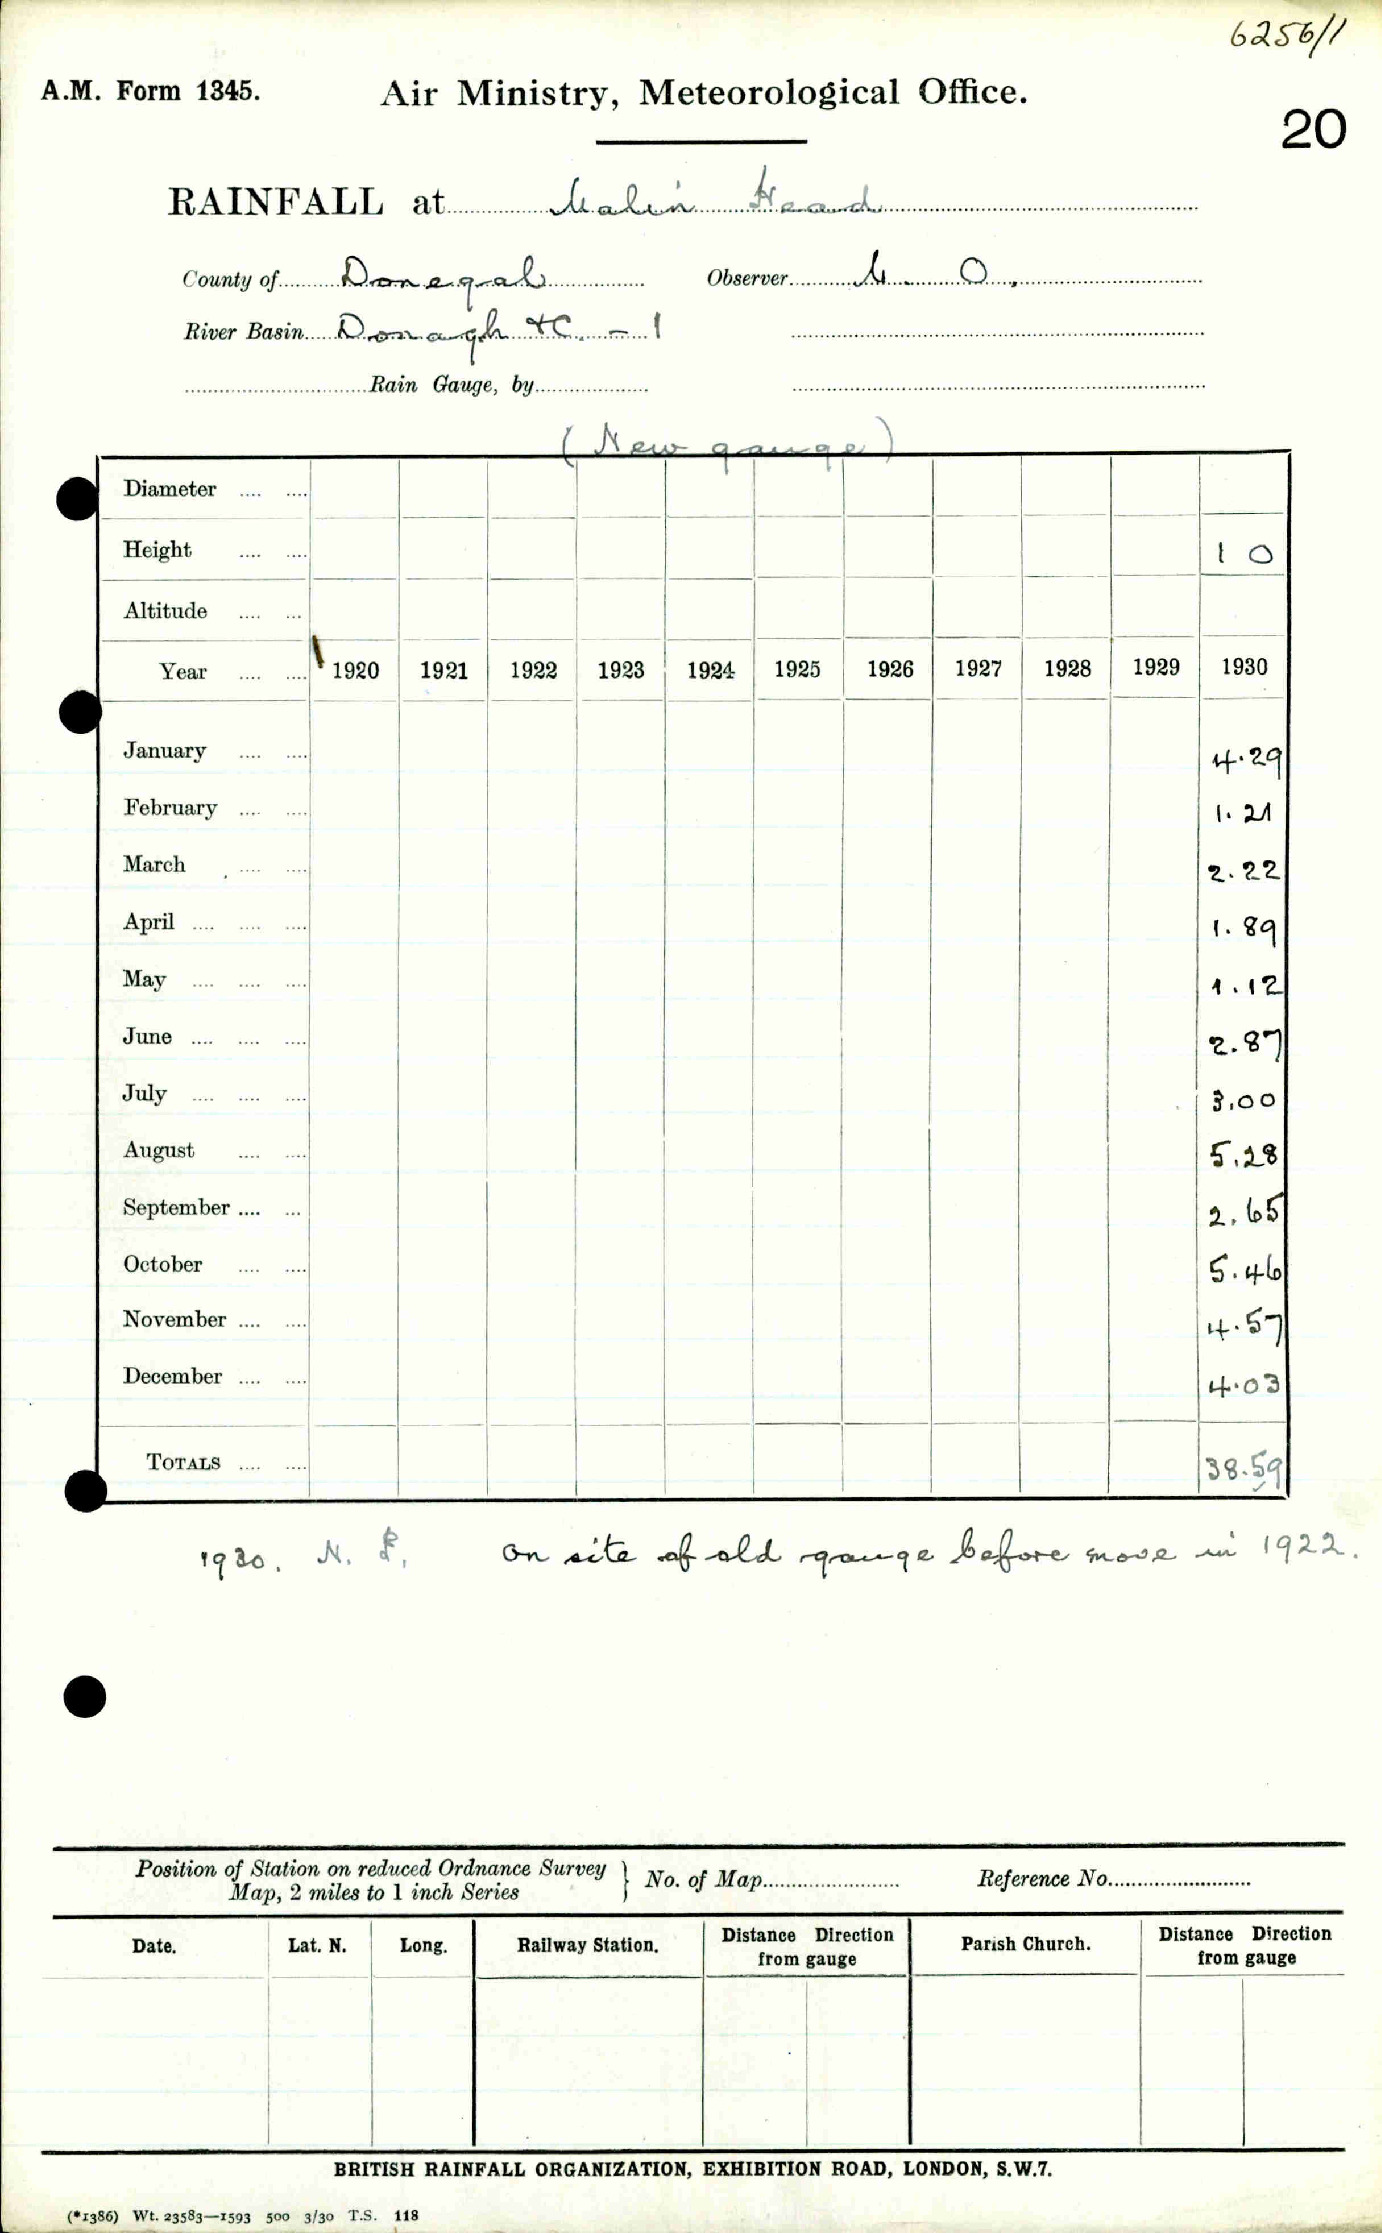 6256/1
A.M. Form 1345. Air Ministry, Meteorological Office.
20
RAINFALL at Malin Head
County of Donegal Observer M. O.
River Basin Donagh &C. - 1
Rain Gauge, by
(New gauge)
Diameter .... ....
Height .... .... 1 0
Altitude .... ...
Year .... .... 1920 1921 1922 1923 1924 1925 1926 1927 1928 1929 1930
January .... .... 4.29
February .... .... 1.21
March .... .... 2.22
April .... .... .... 1.89
May .... .... .... 1.12
June .... .... .... 2.87
July .... .... .... 3.00
August .... .... 5.28
September .... ... 2.65
October .... .... 5.46
November .... .... 4.57
December .... .... 4.03
TOTALS .... .... 38.59
1930. N. on site of old gauge before move in 1922.
Position of Station on reduced Ordnance Survey
Map, 2 miles to 1 inch Series } No. of Map Reference No.
Date. Lat. N. Long. Railway Station. Distance Direction from gauge Parish Church. Distance Direction from gauge
BRITISH RAINFALL ORGANIZATION, EXHIBITION ROAD, LONDON, S.W.7.
(*1386) Wt. 23583—1593 500 3/30 T.S. 118